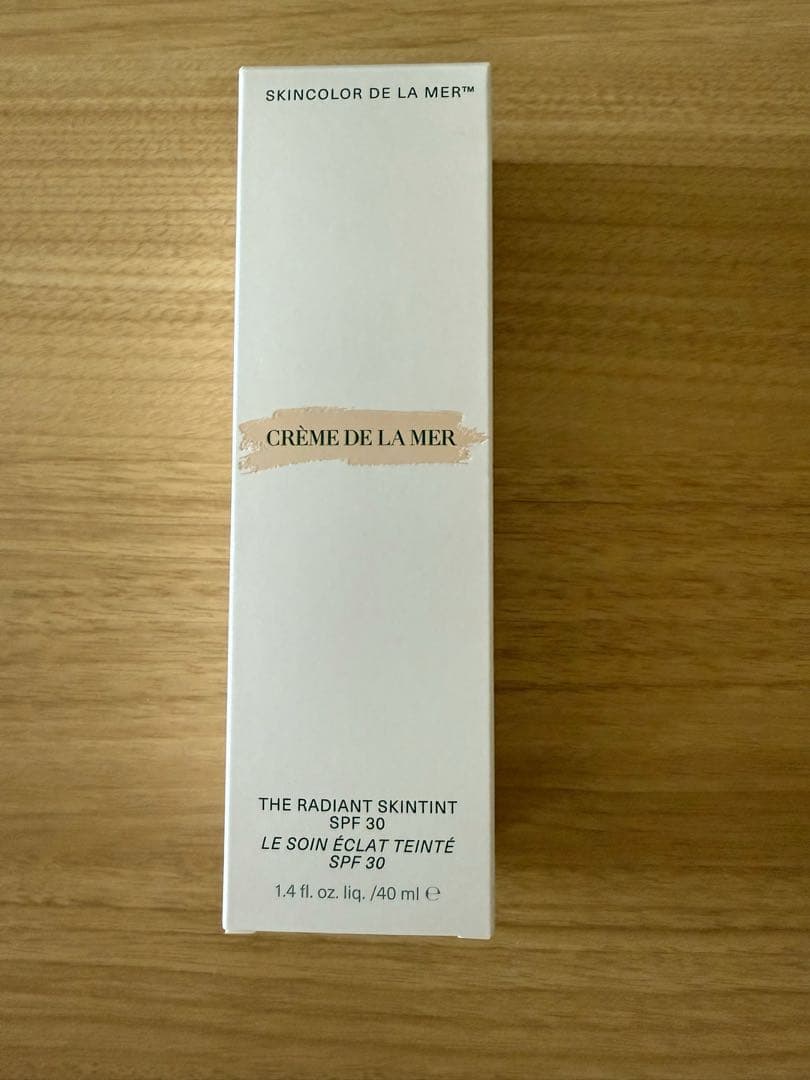 SKINCOLOR DE LA MER™
CRÈME DE LA MER
THE RADIANT SKINTINT
SPF 30
LE SOIN ÉCLAT TEINTÉ
SPF 30
1.4 fl. oz. liq. /40 ml ℮